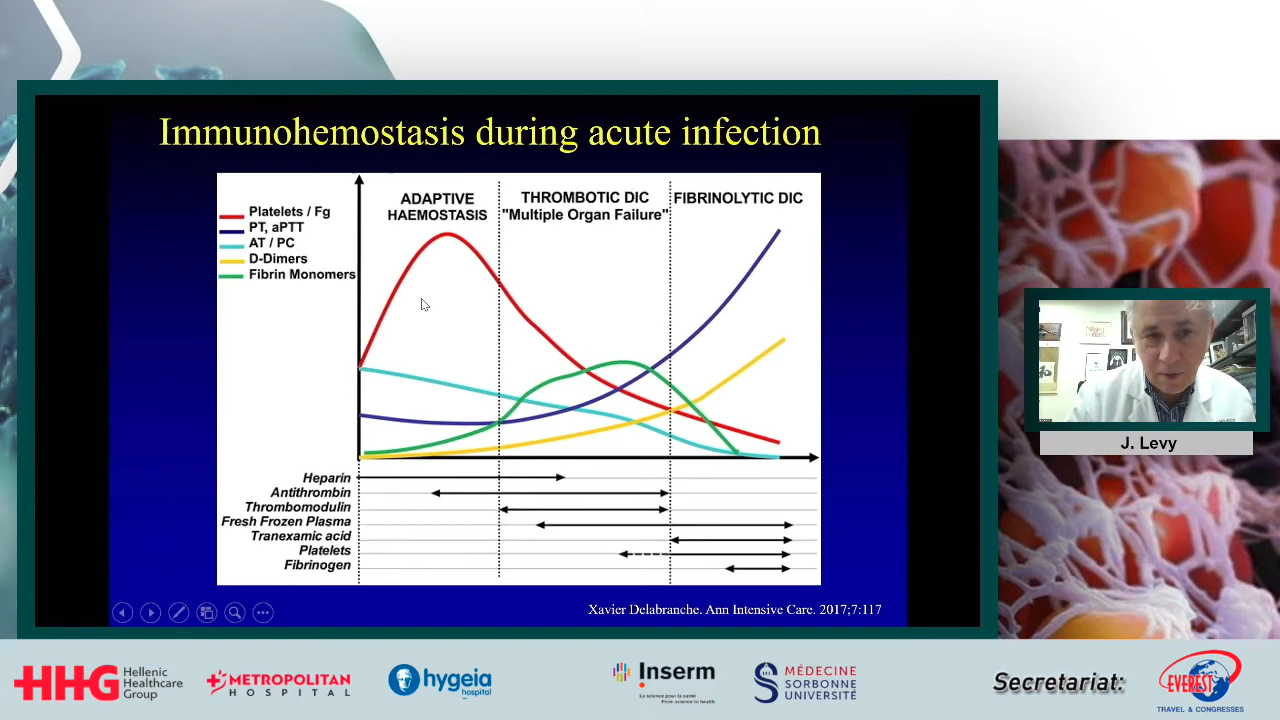 Immunohemostasis during acute infection
Platelets / Fg
PT, aPTT
AT / PC
D-Dimers
Fibrin Monomers
ADAPTIVE
HAEMOSTASIS
THROMBOTIC DIC
"Multiple Organ Failure"
FIBRINOLYTIC DIC
Heparin
Antithrombin
Thrombomodulin
Fresh Frozen Plasma
Tranexamic acid
Platelets
Fibrinogen
Xavier Delabranche. Ann Intensive Care. 2017;7:117
J. Levy
HHG Hellenic
Healthcare
Group
METROPOLITAN
HOSPITAL
hygeia
hospital
Inserm
La science pour la santé
From science to health
MÉDECINE
SORBONNE
UNIVERSITÉ
Secretariat:
EVEREST
TRAVEL & CONGRESSES